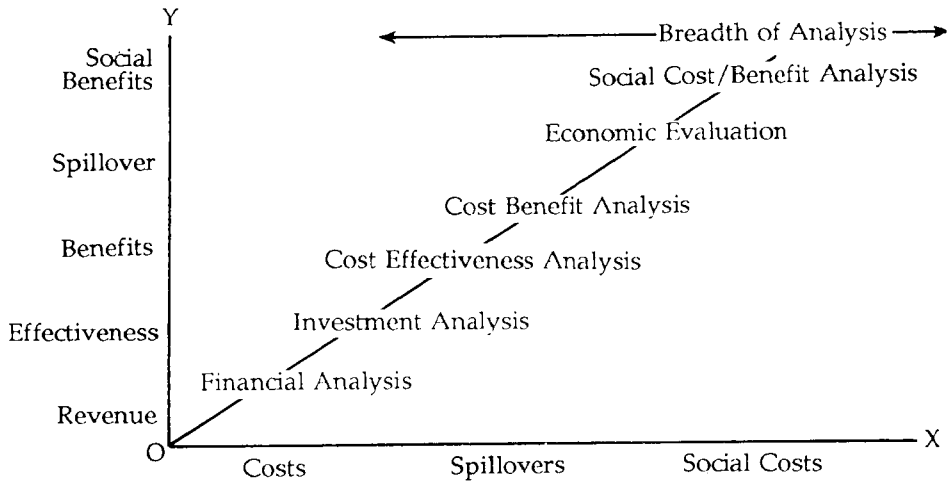 Y
Breadth of Analysis
Social
Benefits
Social Cost/Benefit Analysis
Economic Evaluation
Spillover
Cost Benefit Analysis
Benefits
Cost Effectiveness Analysis
Investment Analysis
Effectiveness
Financial Analysis
Revenue
O
X
Costs
Spillovers
Social Costs